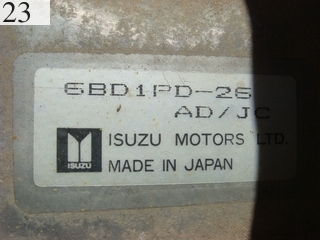 23
6BD1PD-26
AD/JC
ISUZU MOTORS LTD.
ISUZU
MADE IN JAPAN